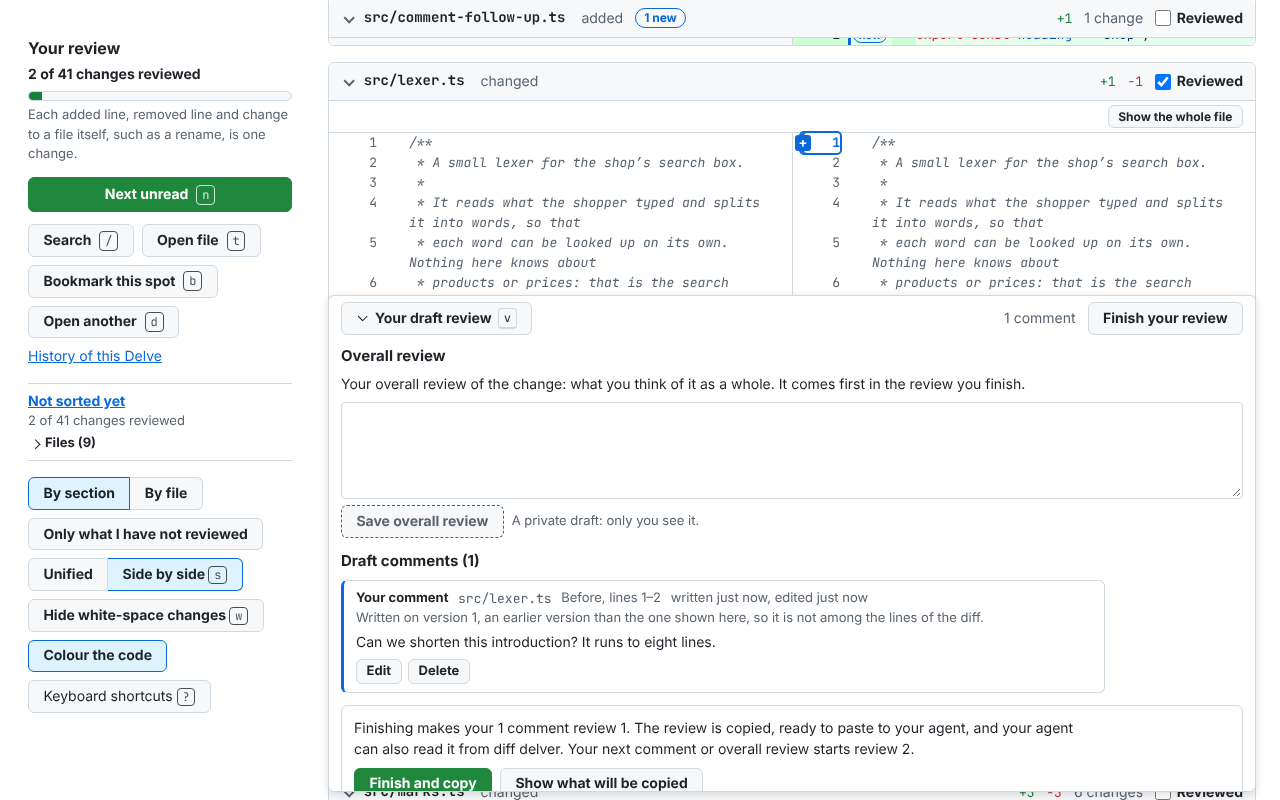 Your review
2 of 41 changes reviewed
Each added line, removed line and change
to a file itself, such as a rename, is one
change.
Next unread n
Search / Open file t
Bookmark this spot b
Open another d
History of this Delve
Not sorted yet
2 of 41 changes reviewed
Files (9)
By section By file
Only what I have not reviewed
Unified Side by side s
Hide white-space changes w
Colour the code
Keyboard shortcuts ?
src/comment-follow-up.ts added 1 new +1 1 change Reviewed
src/lexer.ts changed +1 -1 Reviewed
Show the whole file
1 /**
2 * A small lexer for the shop’s search box.
3 *
4 * It reads what the shopper typed and splits
it into words, so that
5 * each word can be looked up on its own.
Nothing here knows about
6 * products or prices: that is the search
+ 1 /**
2 * A small lexer for the shop’s search box.
3 *
4 * It reads what the shopper typed and splits
it into words, so that
5 * each word can be looked up on its own.
Nothing here knows about
6 * products or prices: that is the search
Your draft review v 1 comment Finish your review
Overall review
Your overall review of the change: what you think of it as a whole. It comes first in the review you finish.
Save overall review A private draft: only you see it.
Draft comments (1)
Your comment src/lexer.ts Before, lines 1–2 written just now, edited just now
Written on version 1, an earlier version than the one shown here, so it is not among the lines of the diff.
Can we shorten this introduction? It runs to eight lines.
Edit Delete
Finishing makes your 1 comment review 1. The review is copied, ready to paste to your agent, and your agent
can also read it from diff delver. Your next comment or overall review starts review 2.
Finish and copy Show what will be copied
src/marks.ts changed +3 -3 6 changes Reviewed